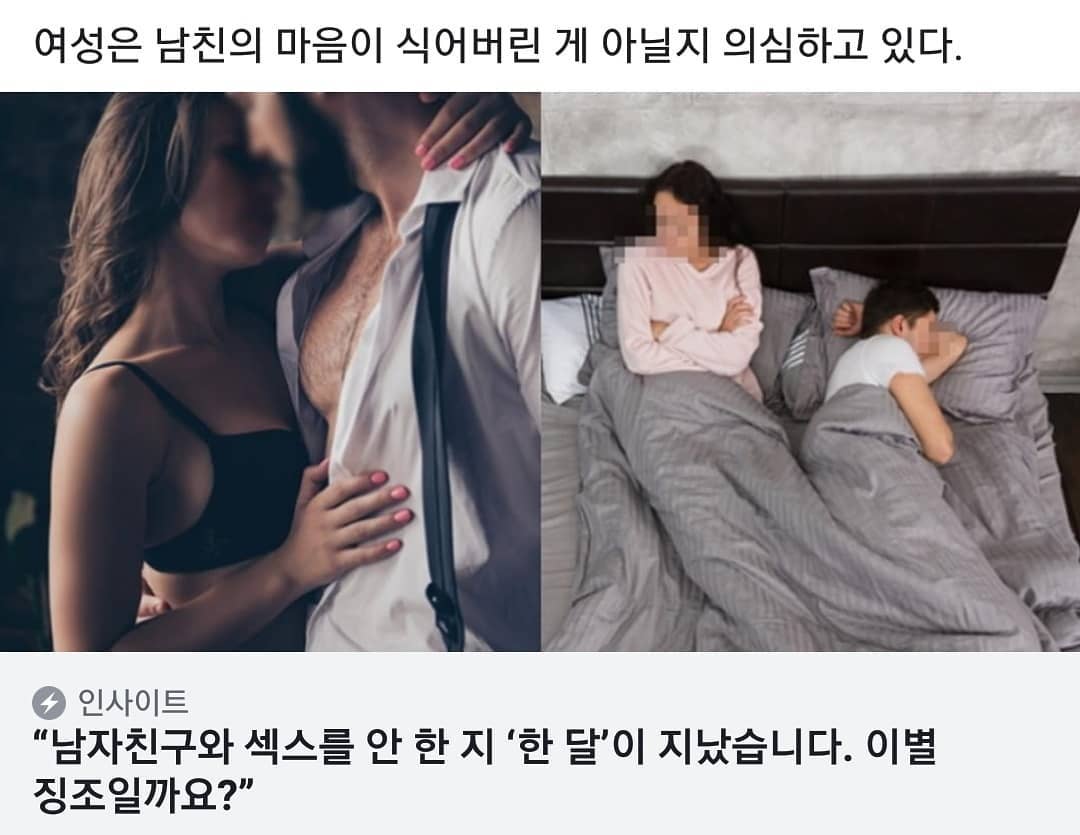 여성은 남친의 마음이 식어버린 게 아닐지 의심하고 있다.
인사이트
“남자친구와 섹스를 안 한 지 ‘한 달’이 지났습니다. 이별
징조일까요?”